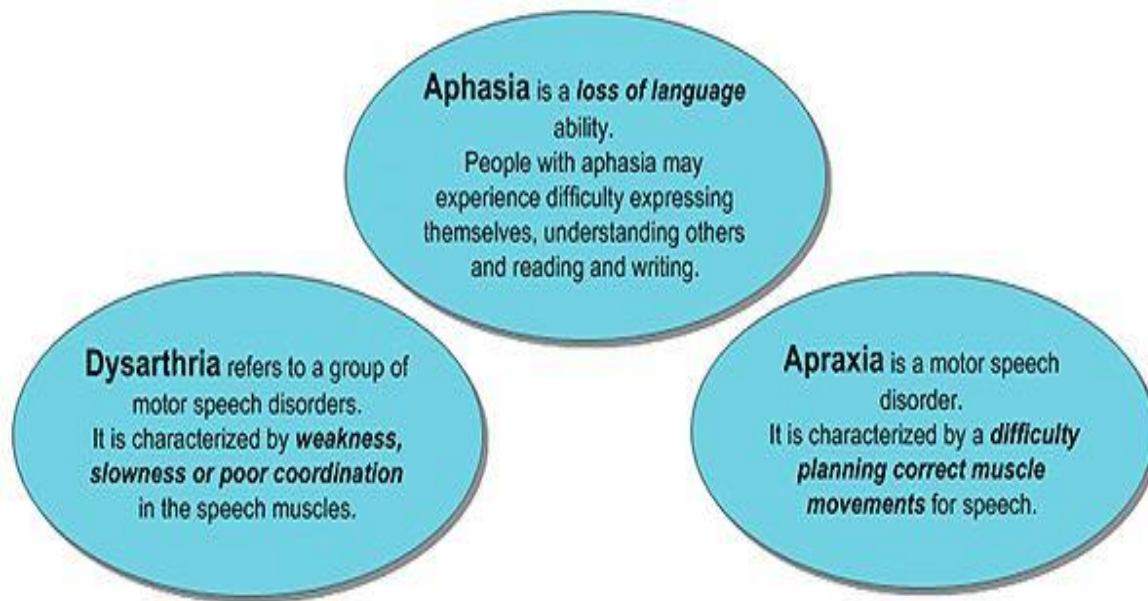 Aphasia is a loss of language
ability.
People with aphasia may
experience difficulty expressing
themselves, understanding others
and reading and writing.
Dysarthria refers to a group of
motor speech disorders.
It is characterized by weakness,
slowness or poor coordination
in the speech muscles.
Apraxia is a motor speech
disorder.
It is characterized by a difficulty
planning correct muscle
movements for speech.